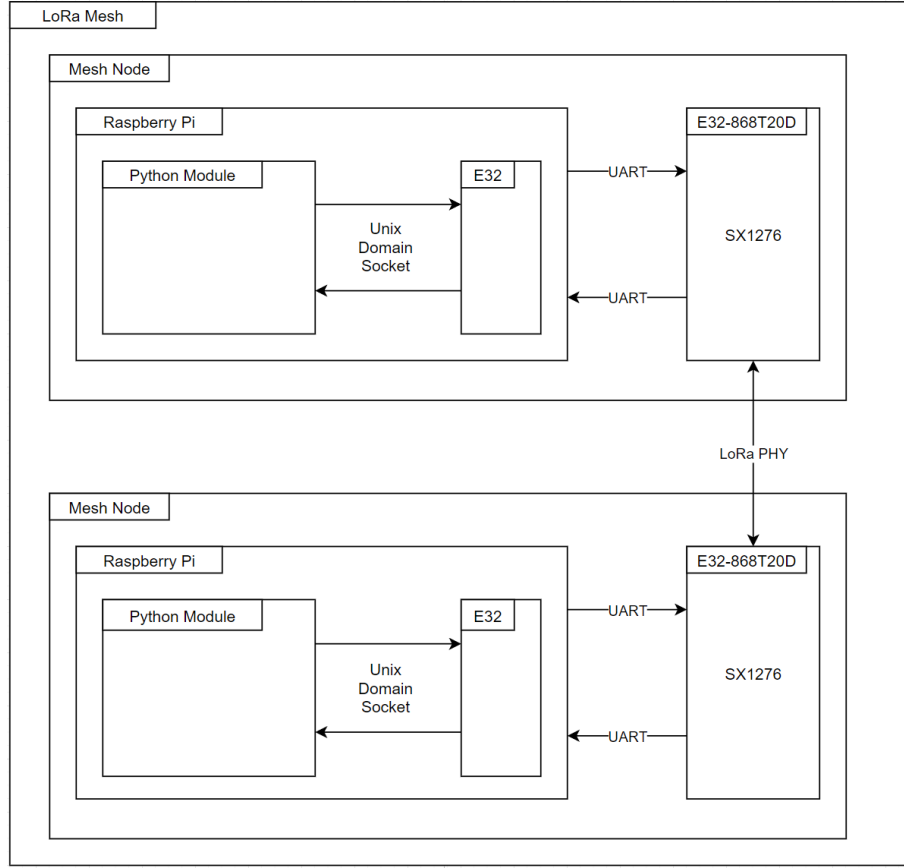 LoRa Mesh
Mesh Node
Raspberry Pi
E32-868T20D
Python Module
E32
UART
Unix
Domain
Socket
SX1276
UART
LoRa PHY
Mesh Node
Raspberry Pi
E32-868T20D
Python Module
E32
UART
Unix
Domain
Socket
SX1276
UART